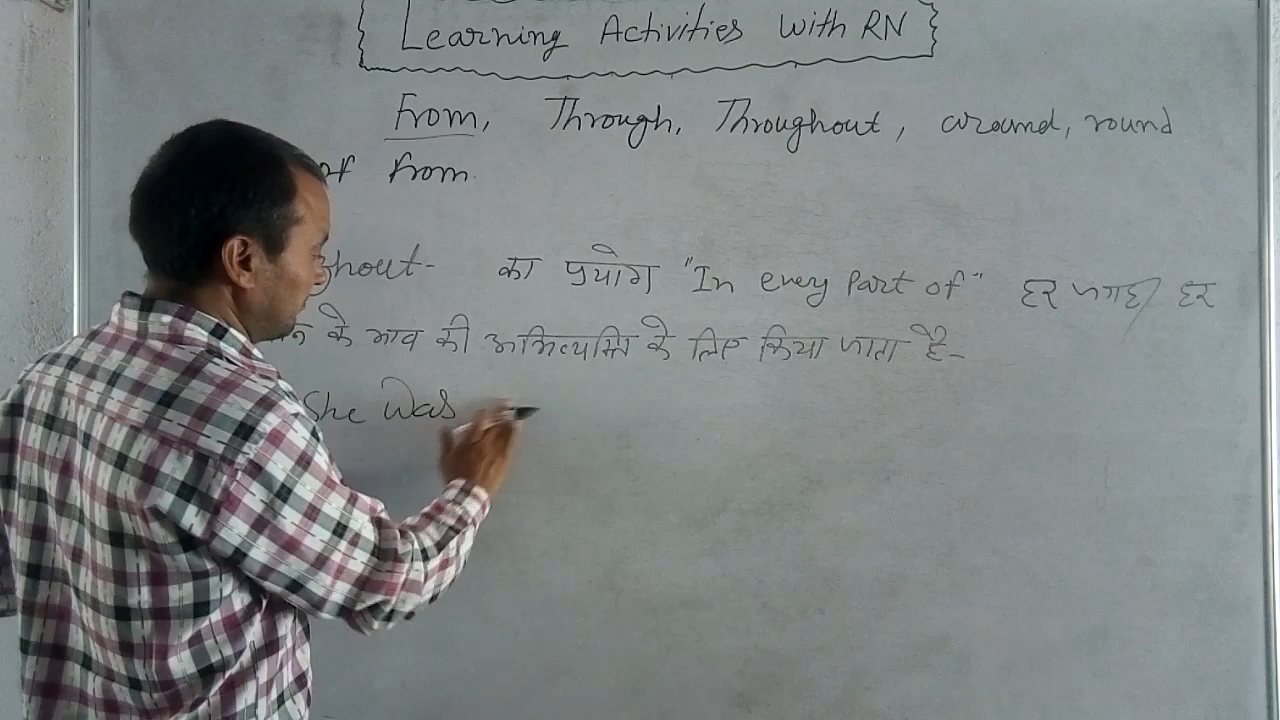 Learning Activities With RN
From, Through, Throughout, around, round
of from.
ghout- का प्रयोग "In every Part of" हर जगह/ हर
के भाव की अभिव्यक्ति के लिए किया जाता है-
She Was